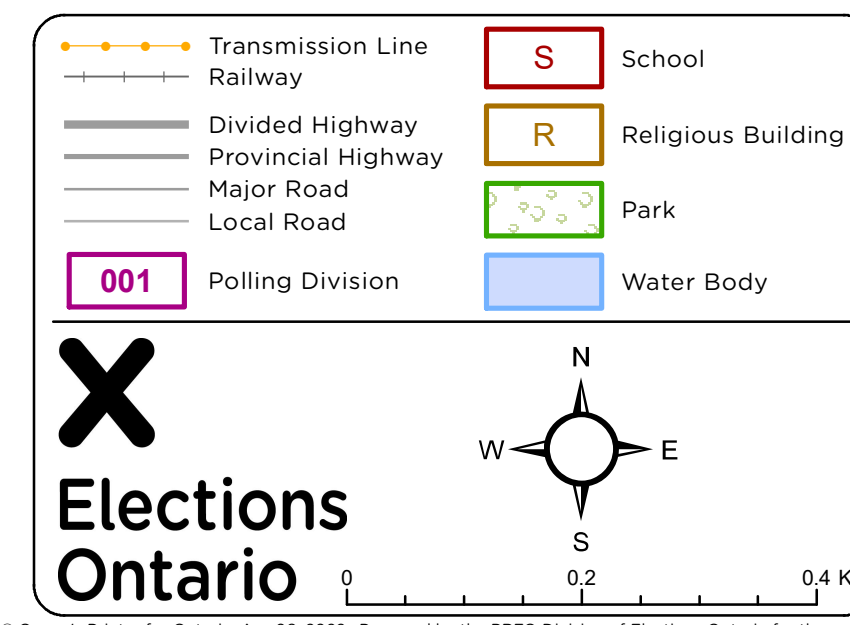 Transmission Line
Railway
Divided Highway
Provincial Highway
Major Road
Local Road
001 Polling Division
S School
R Religious Building
Park
Water Body
Elections
Ontario
N
W E
S
0 0.2 0.4 K